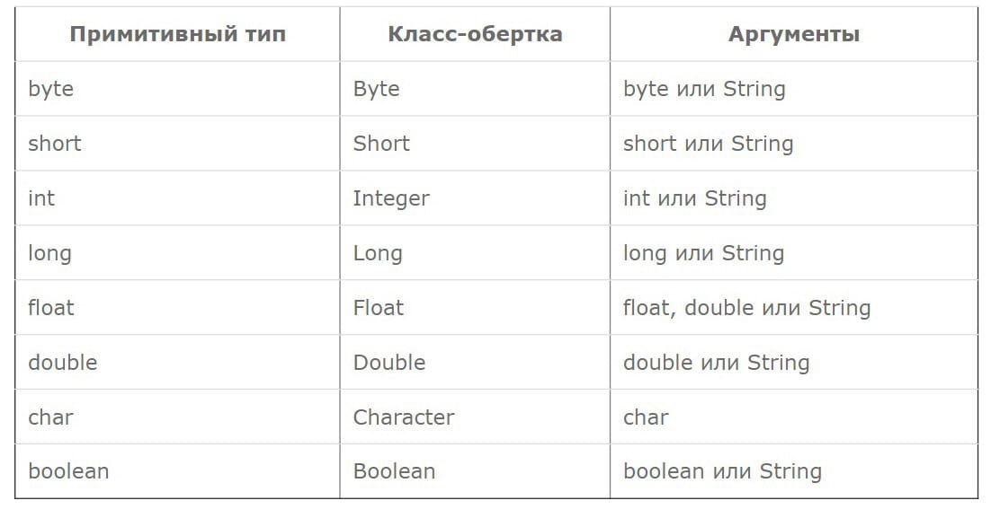 Примитивный тип Класс-обертка Аргументы
byte Byte byte или String
short Short short или String
int Integer int или String
long Long long или String
float Float float, double или String
double Double double или String
char Character char
boolean Boolean boolean или String